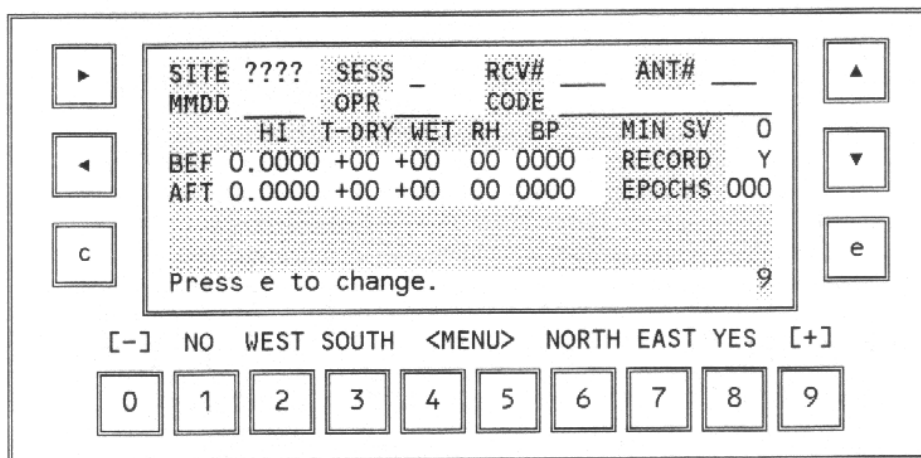 ▶ SITE ???? SESS _ RCV# ___ ANT# ___ ▲
MMDD ____ OPR ___ CODE _____________
HI T-DRY WET RH BP MIN SV 0
◀ BEF 0.0000 +00 +00 00 0000 RECORD Y ▼
AFT 0.0000 +00 +00 00 0000 EPOCHS 000
c e
Press e to change. 9
[-] NO WEST SOUTH <MENU> NORTH EAST YES [+]
0 1 2 3 4 5 6 7 8 9